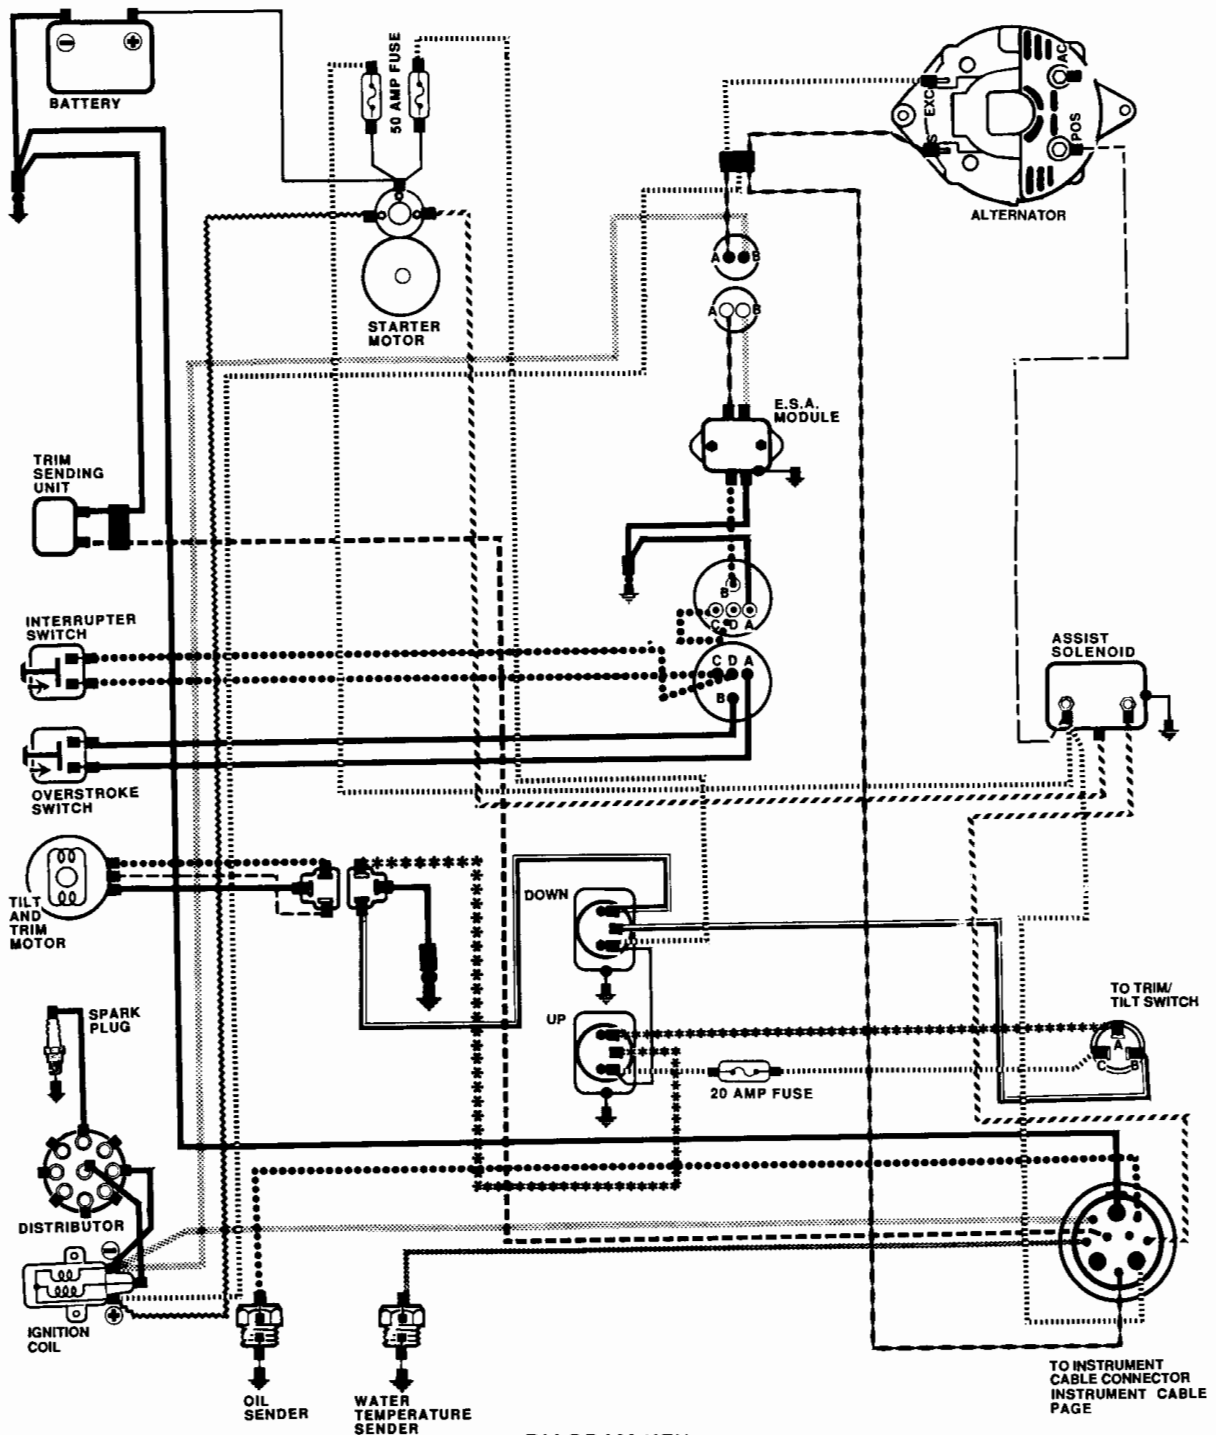 BATTERY
50 AMP FUSE
EXC
AC
POS
ALTERNATOR
STARTER
MOTOR
A B
A B
E.S.A.
MODULE
TRIM
SENDING
UNIT
B
C D A
INTERRUPTER
SWITCH
C D A
B
ASSIST
SOLENOID
OVERSTROKE
SWITCH
TILT
AND
TRIM
MOTOR
DOWN
UP
TO TRIM/
TILT SWITCH
A
C B
20 AMP FUSE
SPARK
PLUG
DISTRIBUTOR
IGNITION
COIL
OIL
SENDER
WATER
TEMPERATURE
SENDER
TO INSTRUMENT
CABLE CONNECTOR
INSTRUMENT CABLE
PAGE